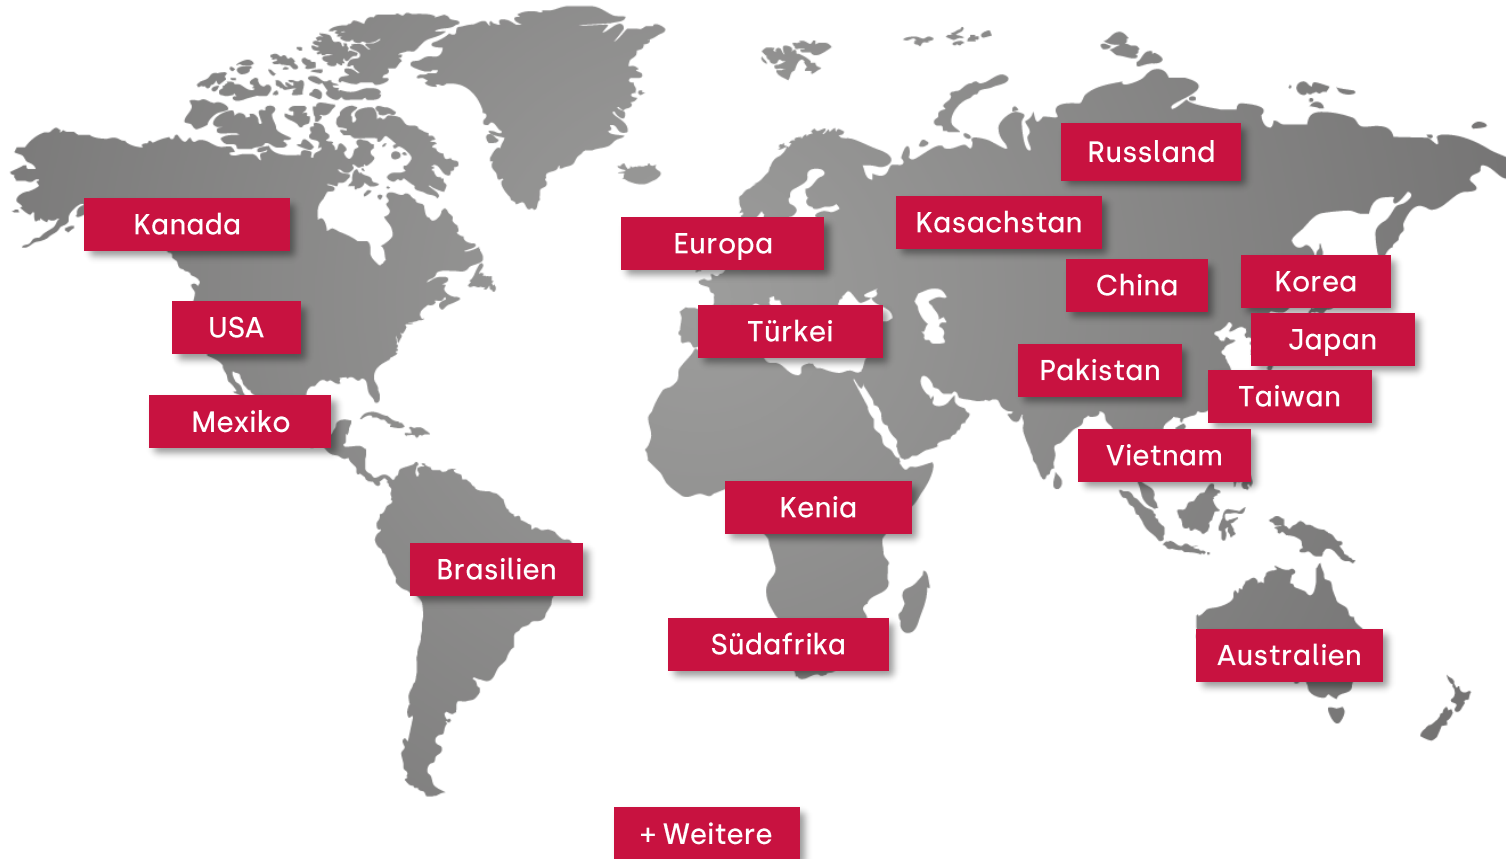 Russland
Kanada
Kasachstan
Europa
China
Korea
USA
Türkei
Japan
Pakistan
Taiwan
Mexiko
Vietnam
Kenia
Brasilien
Südafrika
Australien
+ Weitere